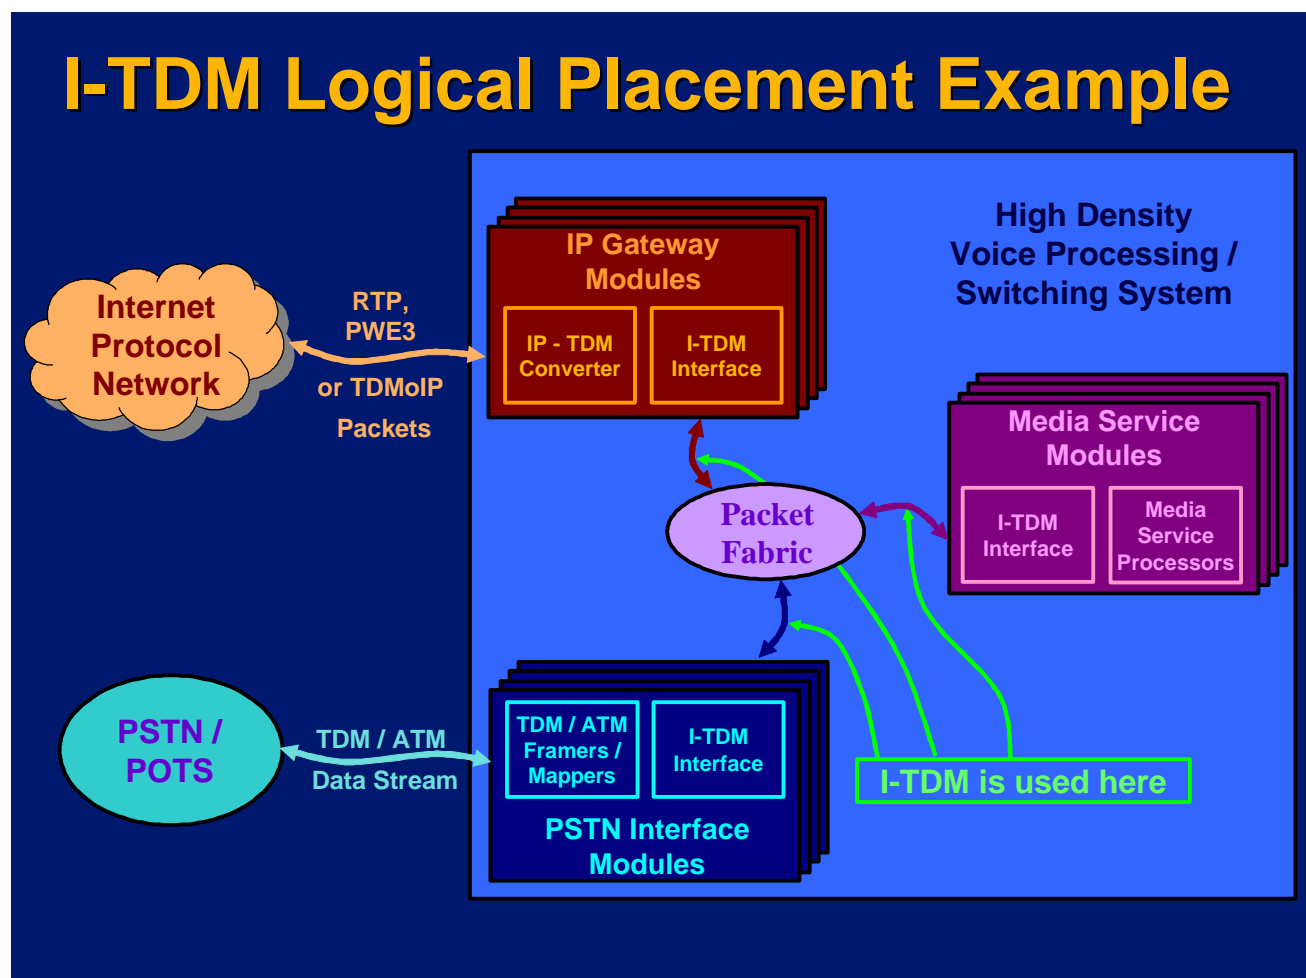 I-TDM Logical Placement Example
High Density
Voice Processing /
Switching System
IP Gateway
Modules
IP - TDM
Converter
I-TDM
Interface
Internet
Protocol
Network
RTP,
PWE3
or TDMoIP
Packets
Media Service
Modules
I-TDM
Interface
Media
Service
Processors
Packet
Fabric
PSTN /
POTS
TDM / ATM
Data Stream
TDM / ATM
Framers /
Mappers
I-TDM
Interface
PSTN Interface
Modules
I-TDM is used here